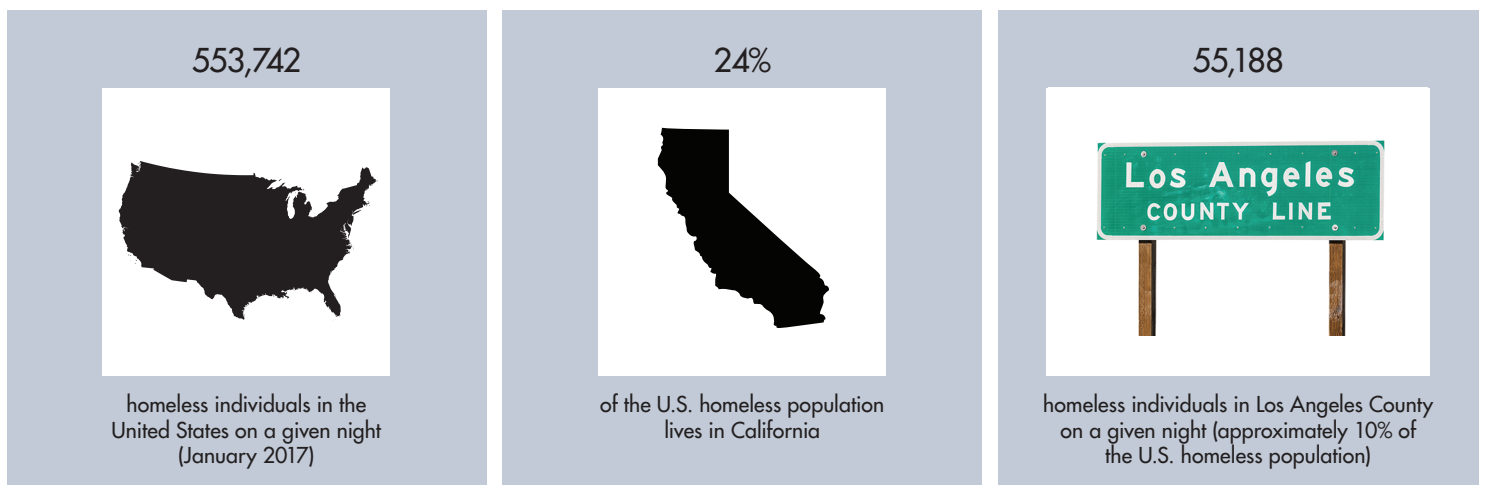 553,742
homeless individuals in the
United States on a given night
(January 2017)
24%
of the U.S. homeless population
lives in California
55,188
Los Angeles
COUNTY LINE
homeless individuals in Los Angeles County
on a given night (approximately 10% of
the U.S. homeless population)